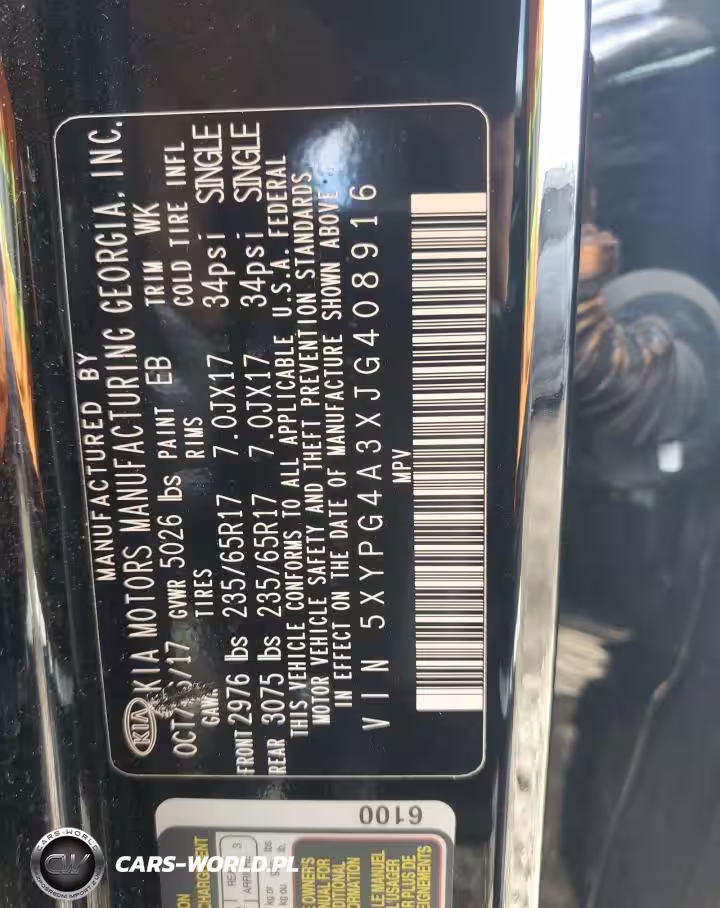 MANUFACTURED BY
KIA KIA MOTORS MANUFACTURING GEORGIA, INC.
GVWR 5026 lbs PAINT EB TRIM WK
GAWR TIRES RIMS COLD TIRE INFL
FRONT 2976 lbs 235/65R17 7.0JX17 34psi SINGLE
REAR 3075 lbs 235/65R17 7.0JX17 34psi SINGLE
THIS VEHICLE CONFORMS TO ALL APPLICABLE U.S.A. FEDERAL
MOTOR VEHICLE SAFETY AND THEFT PREVENTION STANDARDS
IN EFFECT ON THE DATE OF MANUFACTURE SHOWN ABOVE
VIN 5XYPG4A3XJG408916
MPV
6100
CARS-WORLD.PL